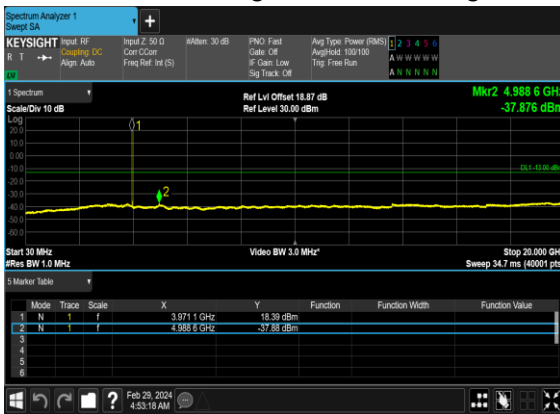 Spectrum Analyzer 1
Swept SA
KEYSIGHT Input: RF Input Z: 50 Ω #Atten: 30 dB PNO: Fast Avg Type: Power (RMS) 1 2 3 4 5 6
R T Coupling: DC Corr CCorr Gate: Off Avg|Hold: 100/100 A W W W W W
Align: Auto Freq Ref: Int (S) IF Gain: Low Trig: Free Run
Sig Track: Off A N N N N N
1 Spectrum Ref Lvl Offset 18.87 dB Mkr2 4.988 6 GHz
Scale/Div 10 dB Ref Level 30.00 dBm -37.876 dBm
Log
20.0 1
10.0
0.00
-10.0 DL1 -13.00 dBm
-20.0
-30.0 2
-40.0
-50.0
-60.0
Start 30 MHz Video BW 3.0 MHz* Stop 20.000 GHz
#Res BW 1.0 MHz Sweep 34.7 ms (40001 pts)
5 Marker Table
Mode Trace Scale X Y Function Function Width Function Value
1 N 1 f 3.971 1 GHz 18.39 dBm
2 N 1 f 4.988 6 GHz -37.88 dBm
3
4
5
6
Feb 29, 2024
4:53:18 AM